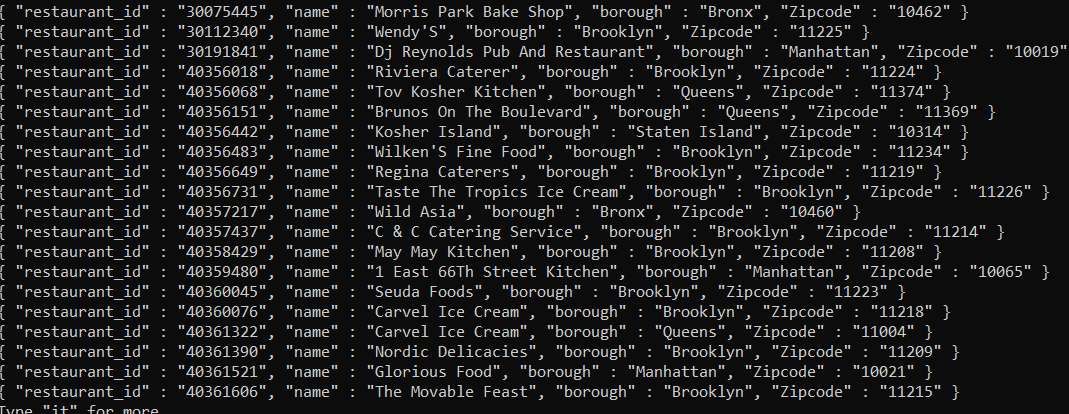 { "restaurant_id" : "30075445", "name" : "Morris Park Bake Shop", "borough" : "Bronx", "Zipcode" : "10462" }
{ "restaurant_id" : "30112340", "name" : "Wendy'S", "borough" : "Brooklyn", "Zipcode" : "11225" }
{ "restaurant_id" : "30191841", "name" : "Dj Reynolds Pub And Restaurant", "borough" : "Manhattan", "Zipcode" : "10019"
{ "restaurant_id" : "40356018", "name" : "Riviera Caterer", "borough" : "Brooklyn", "Zipcode" : "11224" }
{ "restaurant_id" : "40356068", "name" : "Tov Kosher Kitchen", "borough" : "Queens", "Zipcode" : "11374" }
{ "restaurant_id" : "40356151", "name" : "Brunos On The Boulevard", "borough" : "Queens", "Zipcode" : "11369" }
{ "restaurant_id" : "40356442", "name" : "Kosher Island", "borough" : "Staten Island", "Zipcode" : "10314" }
{ "restaurant_id" : "40356483", "name" : "Wilken'S Fine Food", "borough" : "Brooklyn", "Zipcode" : "11234" }
{ "restaurant_id" : "40356649", "name" : "Regina Caterers", "borough" : "Brooklyn", "Zipcode" : "11219" }
{ "restaurant_id" : "40356731", "name" : "Taste The Tropics Ice Cream", "borough" : "Brooklyn", "Zipcode" : "11226" }
{ "restaurant_id" : "40357217", "name" : "Wild Asia", "borough" : "Bronx", "Zipcode" : "10460" }
{ "restaurant_id" : "40357437", "name" : "C & C Catering Service", "borough" : "Brooklyn", "Zipcode" : "11214" }
{ "restaurant_id" : "40358429", "name" : "May May Kitchen", "borough" : "Brooklyn", "Zipcode" : "11208" }
{ "restaurant_id" : "40359480", "name" : "1 East 66Th Street Kitchen", "borough" : "Manhattan", "Zipcode" : "10065" }
{ "restaurant_id" : "40360045", "name" : "Seuda Foods", "borough" : "Brooklyn", "Zipcode" : "11223" }
{ "restaurant_id" : "40360076", "name" : "Carvel Ice Cream", "borough" : "Brooklyn", "Zipcode" : "11218" }
{ "restaurant_id" : "40361322", "name" : "Carvel Ice Cream", "borough" : "Queens", "Zipcode" : "11004" }
{ "restaurant_id" : "40361390", "name" : "Nordic Delicacies", "borough" : "Brooklyn", "Zipcode" : "11209" }
{ "restaurant_id" : "40361521", "name" : "Glorious Food", "borough" : "Manhattan", "Zipcode" : "10021" }
{ "restaurant_id" : "40361606", "name" : "The Movable Feast", "borough" : "Brooklyn", "Zipcode" : "11215" }
Type "it" for more